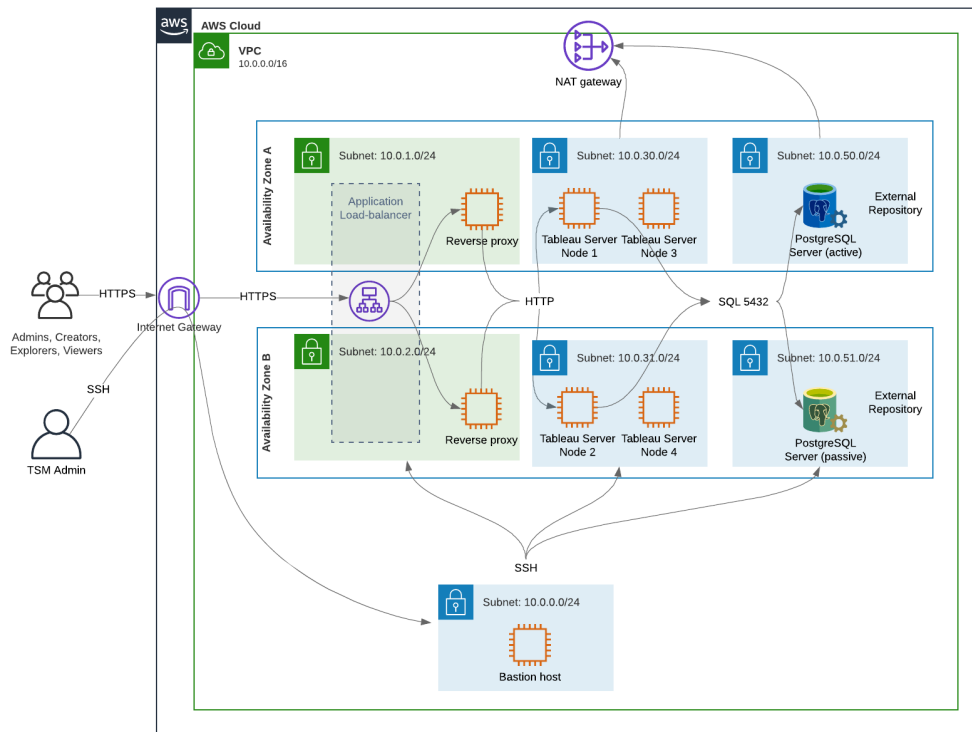 aws
AWS Cloud
VPC
10.0.0.0/16
NAT gateway
Availability Zone A
Subnet: 10.0.1.0/24
Subnet: 10.0.30.0/24
Subnet: 10.0.50.0/24
Application
Load-balancer
Reverse proxy
Tableau Server
Node 1
Tableau Server
Node 3
External
Repository
PostgreSQL
Server (active)
HTTPS
HTTPS
HTTP
SQL 5432
Internet Gateway
Admins, Creators,
Explorers, Viewers
SSH
TSM Admin
Availability Zone B
Subnet: 10.0.2.0/24
Subnet: 10.0.31.0/24
Subnet: 10.0.51.0/24
Reverse proxy
Tableau Server
Node 2
Tableau Server
Node 4
External
Repository
PostgreSQL
Server (passive)
SSH
Subnet: 10.0.0.0/24
Bastion host